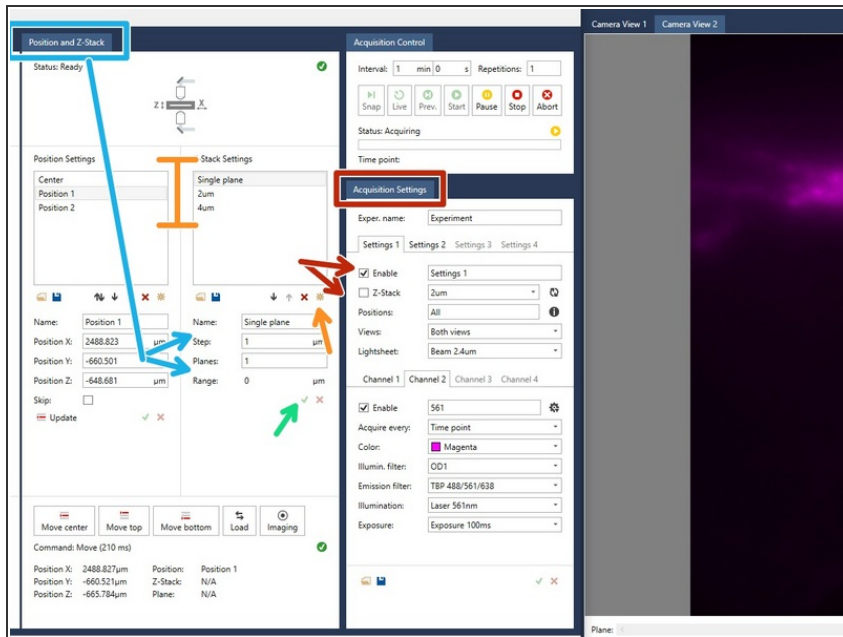 Position and Z-Stack
Status: Ready
Z
X
Position Settings
Center
Position 1
Position 2
Name: Position 1
Position X: 2488.823 µm
Position Y: -660.501
Position Z: -648.681 µm
Skip:
Update
Stack Settings
Single plane
2um
4um
Name: Single plane
Step: 1 µm
Planes: 1
Range: 0 µm
Move center Move top Move bottom Load Imaging
Command: Move (210 ms)
Position X: 2488.827µm Position: Position 1
Position Y: -660.521µm Z-Stack: N/A
Position Z: -665.784µm Plane: N/A
Acquisition Control
Interval: 1 min 0 s Repetitions: 1
Snap Live Prev. Start Pause Stop Abort
Status: Acquiring
Time point:
Acquisition Settings
Exper. name: Experiment
Settings 1 Settings 2 Settings 3 Settings 4
Enable Settings 1
Z-Stack 2um
Positions: All
Views: Both views
Lightsheet: Beam 2.4um
Channel 1 Channel 2 Channel 3 Channel 4
Enable 561
Acquire every: Time point
Color: Magenta
Illumin. filter: OD1
Emission filter: TBP 488/561/638
Illumination: Laser 561nm
Exposure: Exposure 100ms
Camera View 1 Camera View 2
Plane: